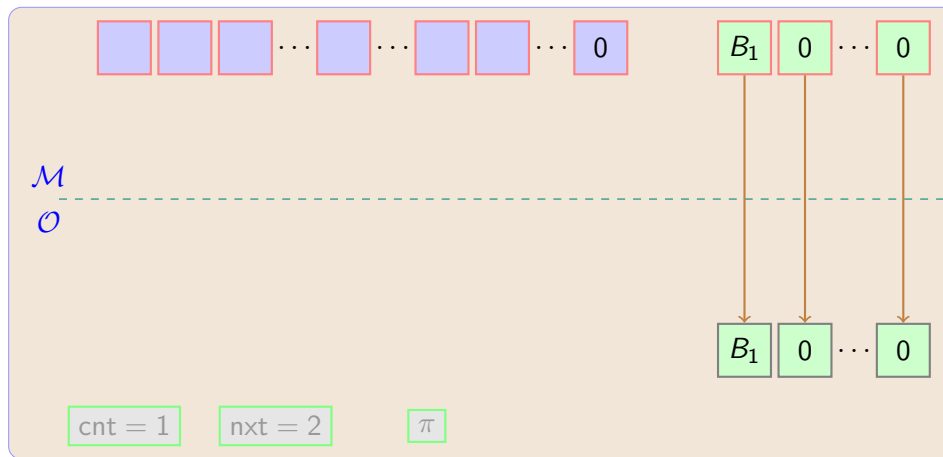 ··· ··· ··· 0 B₁ 0 ··· 0
ℳ
𝒪
B₁ 0 ··· 0
cnt = 1 nxt = 2 π